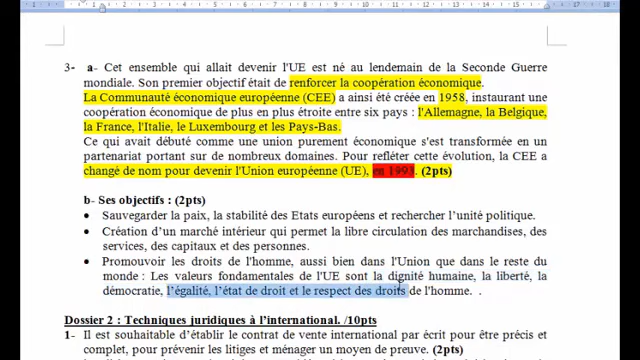 3- a- Cet ensemble qui allait devenir l'UE est né au lendemain de la Seconde Guerre
mondiale. Son premier objectif était de renforcer la coopération économique.
La Communauté économique européenne (CEE) a ainsi été créée en 1958, instaurant une
coopération économique de plus en plus étroite entre six pays : l'Allemagne, la Belgique,
la France, l'Italie, le Luxembourg et les Pays-Bas.
Ce qui avait débuté comme une union purement économique s'est transformée en un
partenariat portant sur de nombreux domaines. Pour refléter cette évolution, la CEE a
changé de nom pour devenir l'Union européenne (UE), en 1993. (2pts)
b- Ses objectifs : (2pts)
• Sauvegarder la paix, la stabilité des Etats européens et rechercher l'unité politique.
• Création d'un marché intérieur qui permet la libre circulation des marchandises, des
services, des capitaux et des personnes.
• Promouvoir les droits de l'homme, aussi bien dans l'Union que dans le reste du
monde : Les valeurs fondamentales de l'UE sont la dignité humaine, la liberté, la
démocratie, l'égalité, l'état de droit et le respect des droits de l'homme. .
Dossier 2 : Techniques juridiques à l'international. /10pts
1- Il est souhaitable d'établir le contrat de vente international par écrit pour être précis et
complet, pour prévenir les litiges et ménager un moyen de preuve. (2pts)